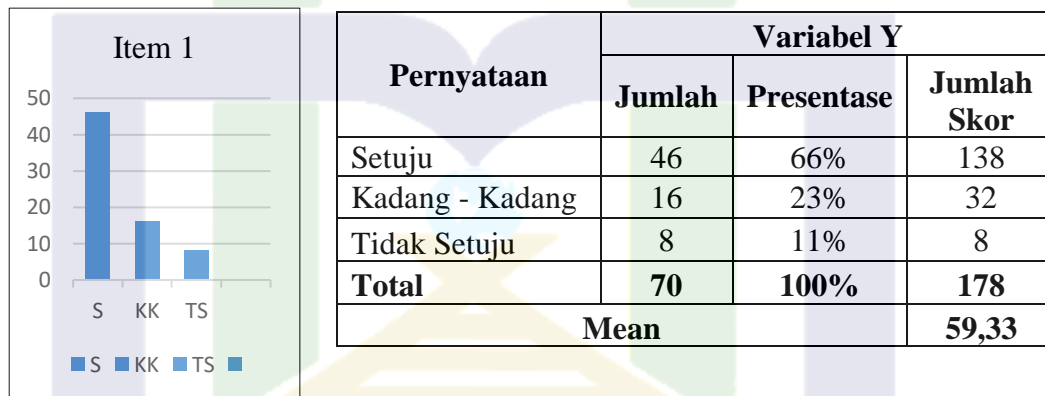 Item 1
50
40
30
20
10
0
S KK TS
S KK TS
Pernyataan Variabel Y
Jumlah Presentase Jumlah Skor
Setuju 46 66% 138
Kadang - Kadang 16 23% 32
Tidak Setuju 8 11% 8
Total 70 100% 178
Mean 59,33